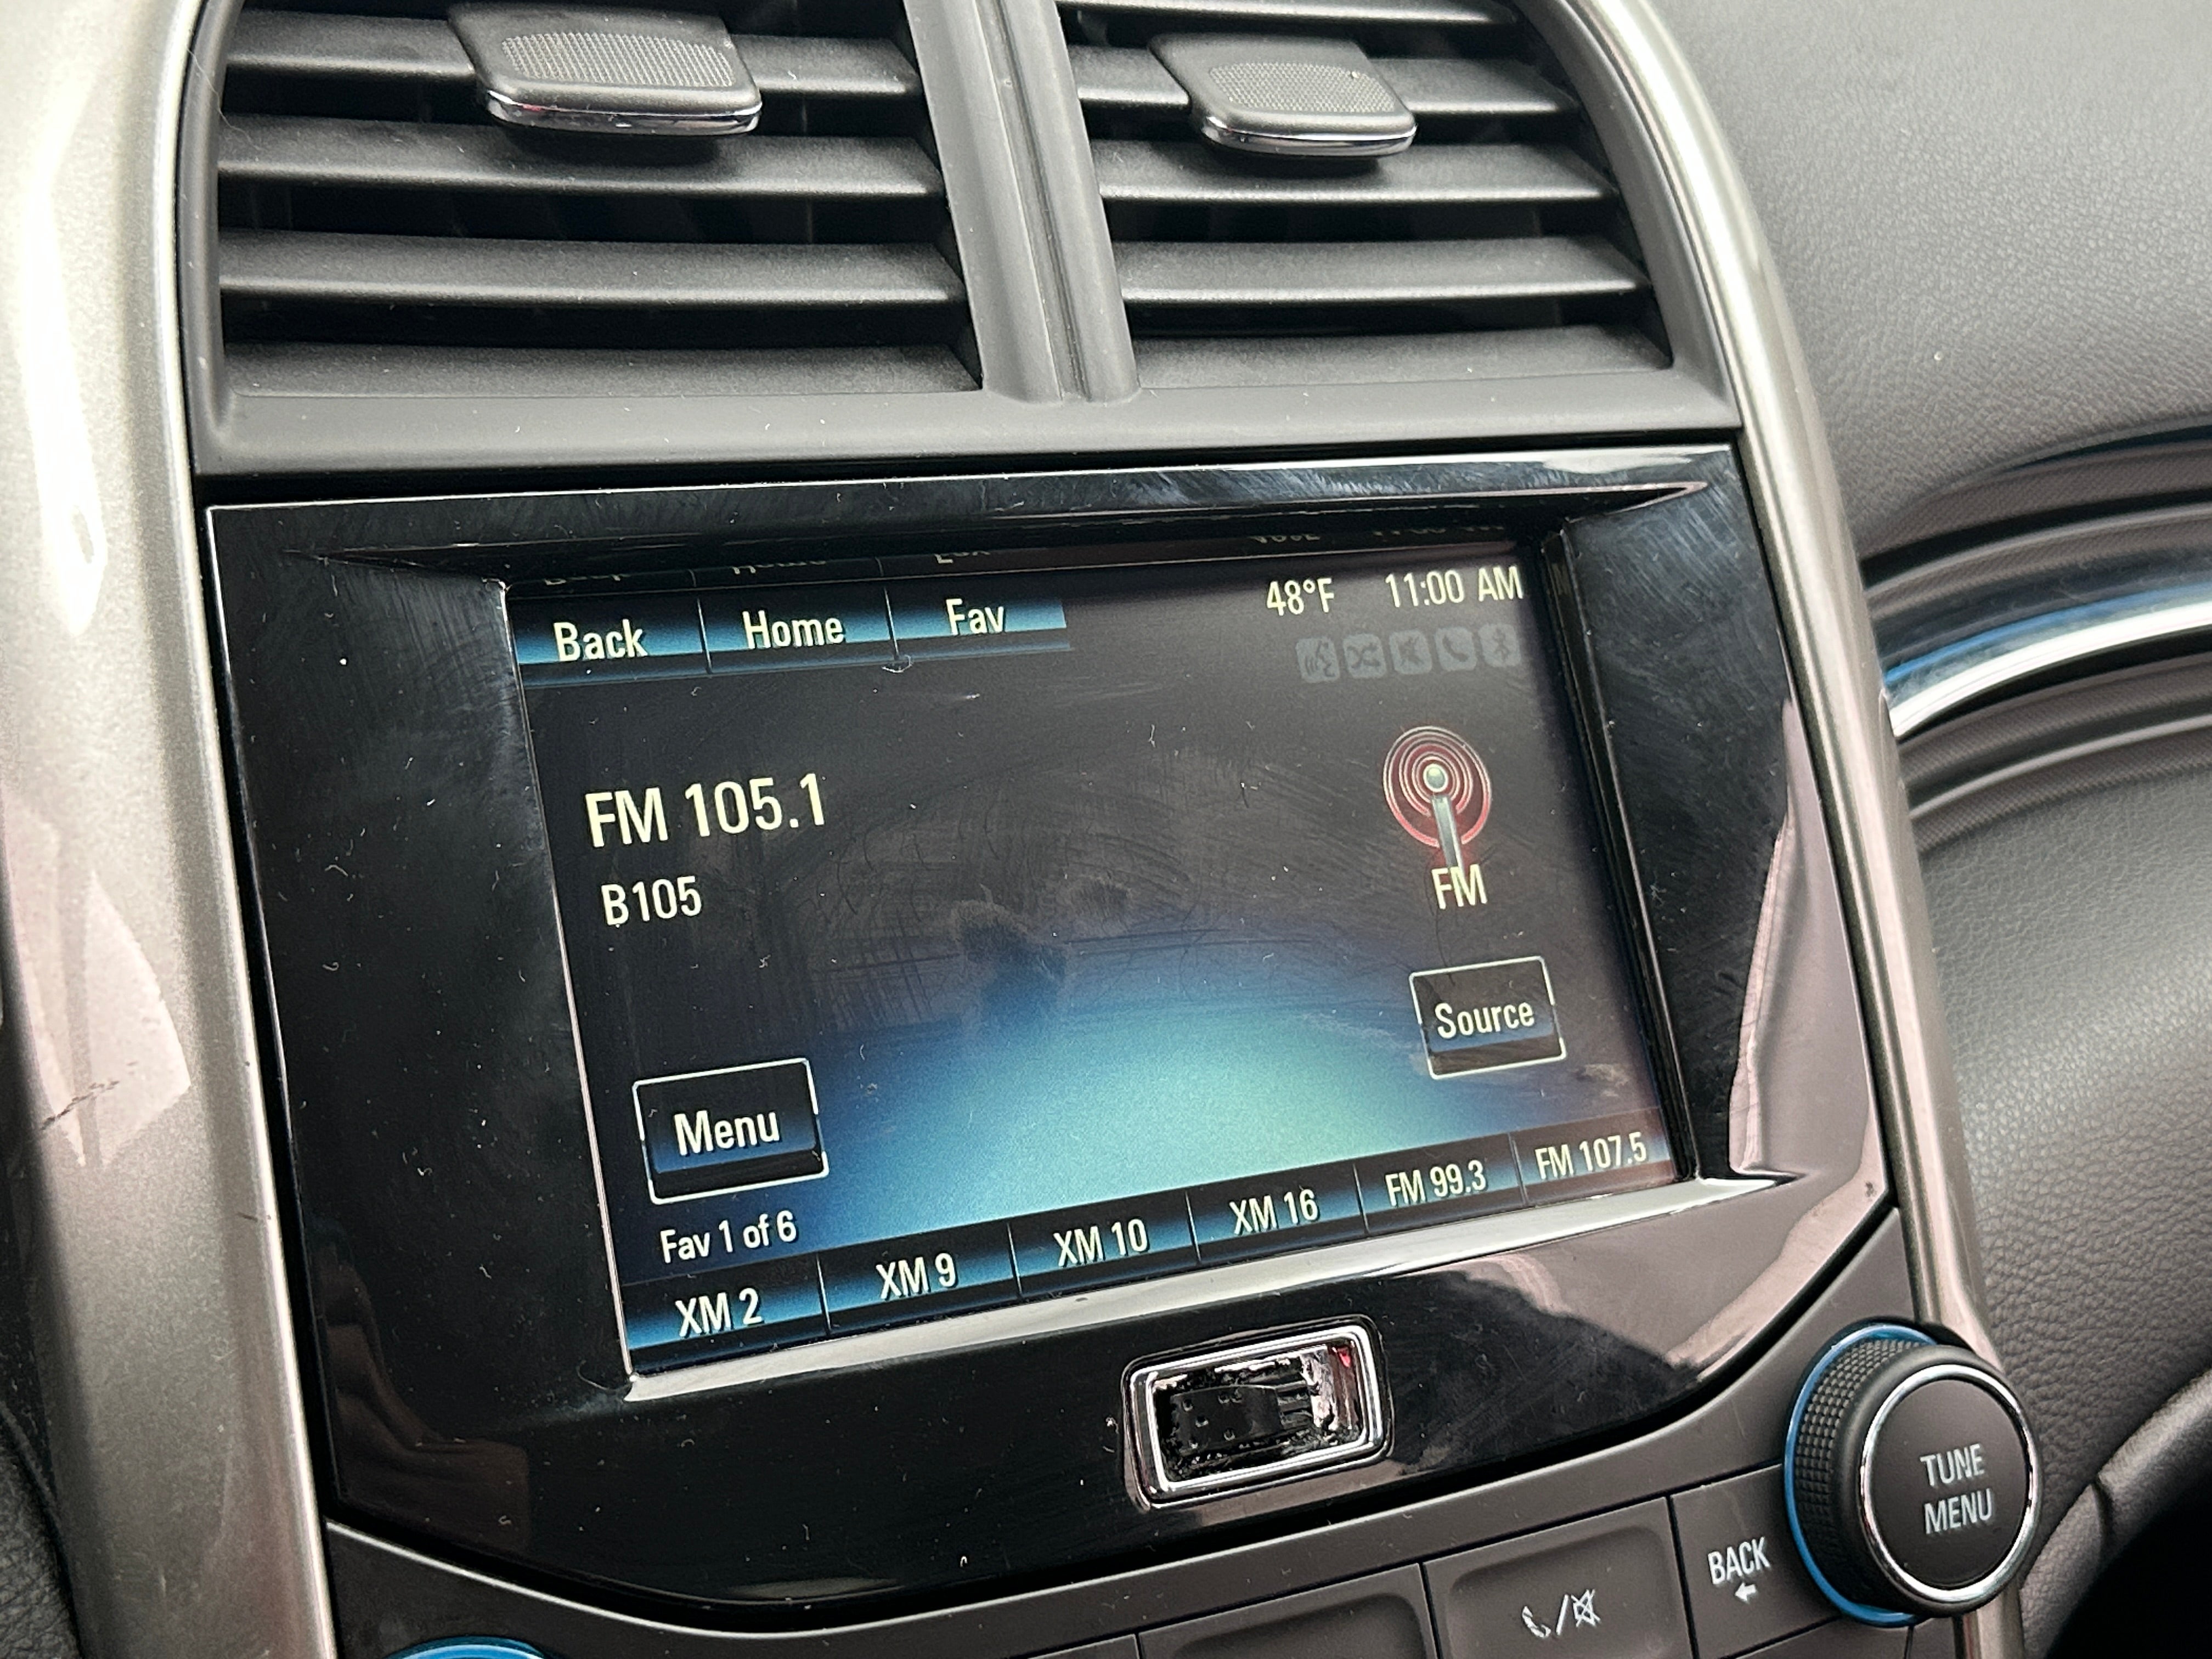 Back Home Fav 48°F 11:00 AM
FM 105.1
B105
FM
Source
Menu
Fav 1 of 6
XM 2 XM 9 XM 10 XM 16 FM 99.3 FM 107.5
TUNE
MENU
BACK